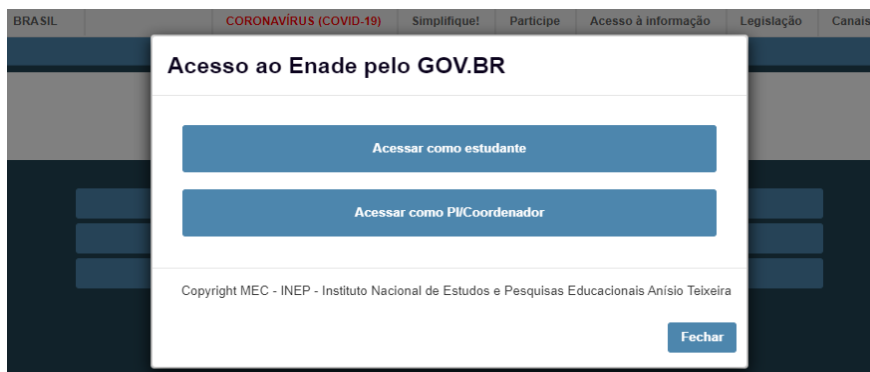 BRASIL CORONAVÍRUS (COVID-19) Simplifique! Participe Acesso à informação Legislação Canais
Acesso ao Enade pelo GOV.BR
Acessar como estudante
Acessar como PI/Coordenador
Copyright MEC - INEP - Instituto Nacional de Estudos e Pesquisas Educacionais Anísio Teixeira
Fechar